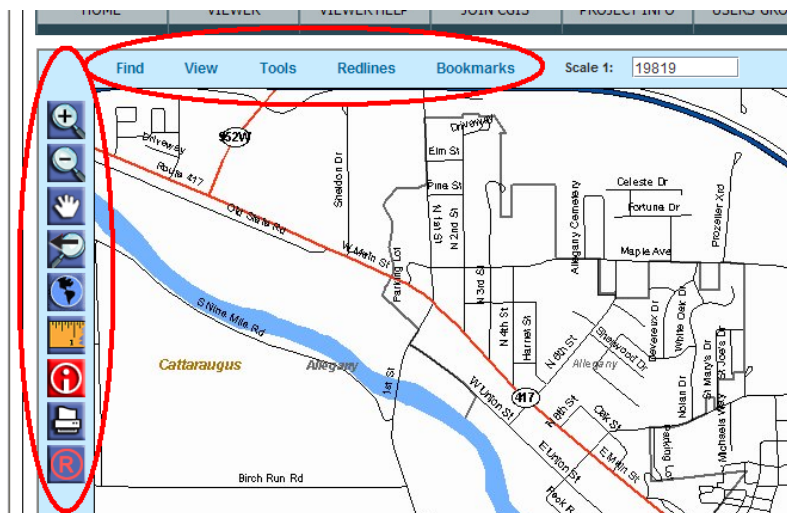 HOME VIEWER VIEWER HELP JOIN CGIS PROJECT INFO USERS GRO
Find View Tools Redlines Bookmarks Scale 1: 19819
Driveway
952W
Driveway
Elm St
Route 417
Sheldon Dr
Pine St
Celeste Dr
Old State Rd
N 1st St
N 2nd St
Allegany Cemetery
Fortune Dr
Prozeller Xrd
W Main St
Maple Ave
Parking Lot
N 3rd St
S Nine Mile Rd
N 4th St
Harnet St
N 6th St
Sherwood Dr
Devereux Dr
White Oak Dr
St Mary's Dr
St Joe's Dr
Cattaraugus
Allegany
Allegany
1st St
W Union St
417
Nolan Dr
Michaels Way
N 8th St
Oak St
Parking Lo
E Union St
E Main St
Birch Run Rd
R